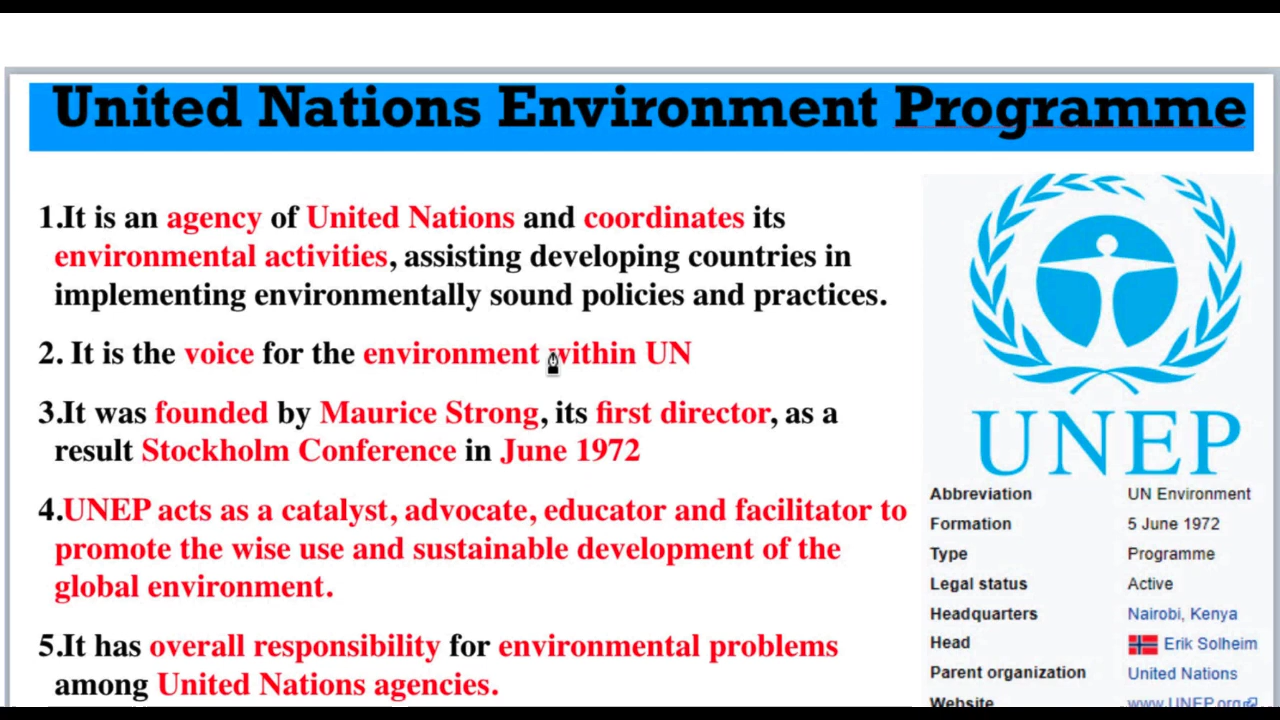 United Nations Environment Programme
1.It is an agency of United Nations and coordinates its
environmental activities, assisting developing countries in
implementing environmentally sound policies and practices.
2. It is the voice for the environment within UN
3.It was founded by Maurice Strong, its first director, as a
result Stockholm Conference in June 1972
4.UNEP acts as a catalyst, advocate, educator and facilitator to
promote the wise use and sustainable development of the
global environment.
5.It has overall responsibility for environmental problems
among United Nations agencies.
UNEP
Abbreviation UN Environment
Formation 5 June 1972
Type Programme
Legal status Active
Headquarters Nairobi, Kenya
Head Erik Solheim
Parent organization United Nations
Website www.UNEP.org